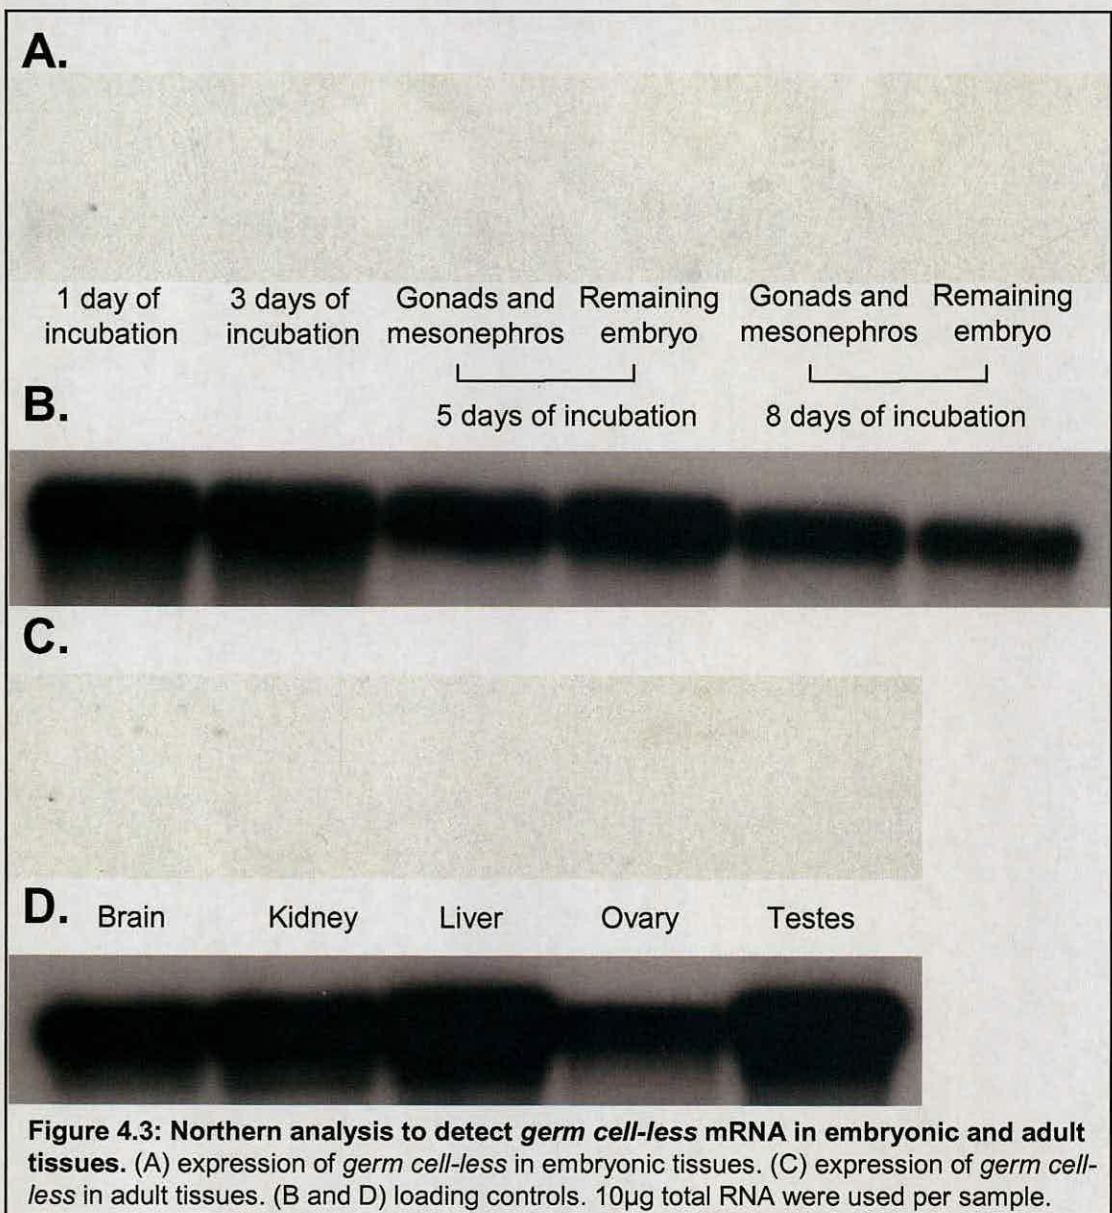 A.
1 day of incubation
3 days of incubation
Gonads and mesonephros
Remaining embryo
Gonads and mesonephros
Remaining embryo
5 days of incubation
8 days of incubation
B.
C.
D.
Brain
Kidney
Liver
Ovary
Testes
Figure 4.3: Northern analysis to detect germ cell-less mRNA in embryonic and adult
tissues. (A) expression of germ cell-less in embryonic tissues. (C) expression of germ cell-
less in adult tissues. (B and D) loading controls. 10µg total RNA were used per sample.